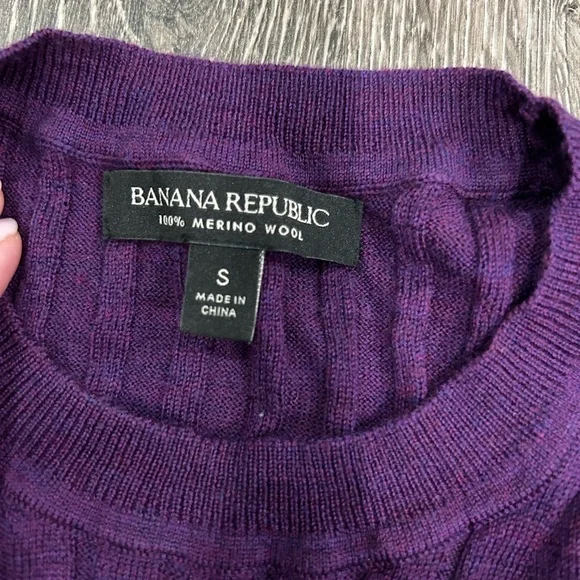 BANANA REPUBLIC
100% MERINO WOOL
S
MADE IN
CHINA